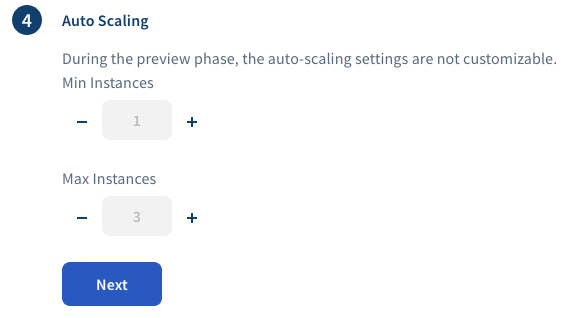 4 Auto Scaling
During the preview phase, the auto-scaling settings are not customizable.
Min Instances
− 1 +
Max Instances
− 3 +
Next